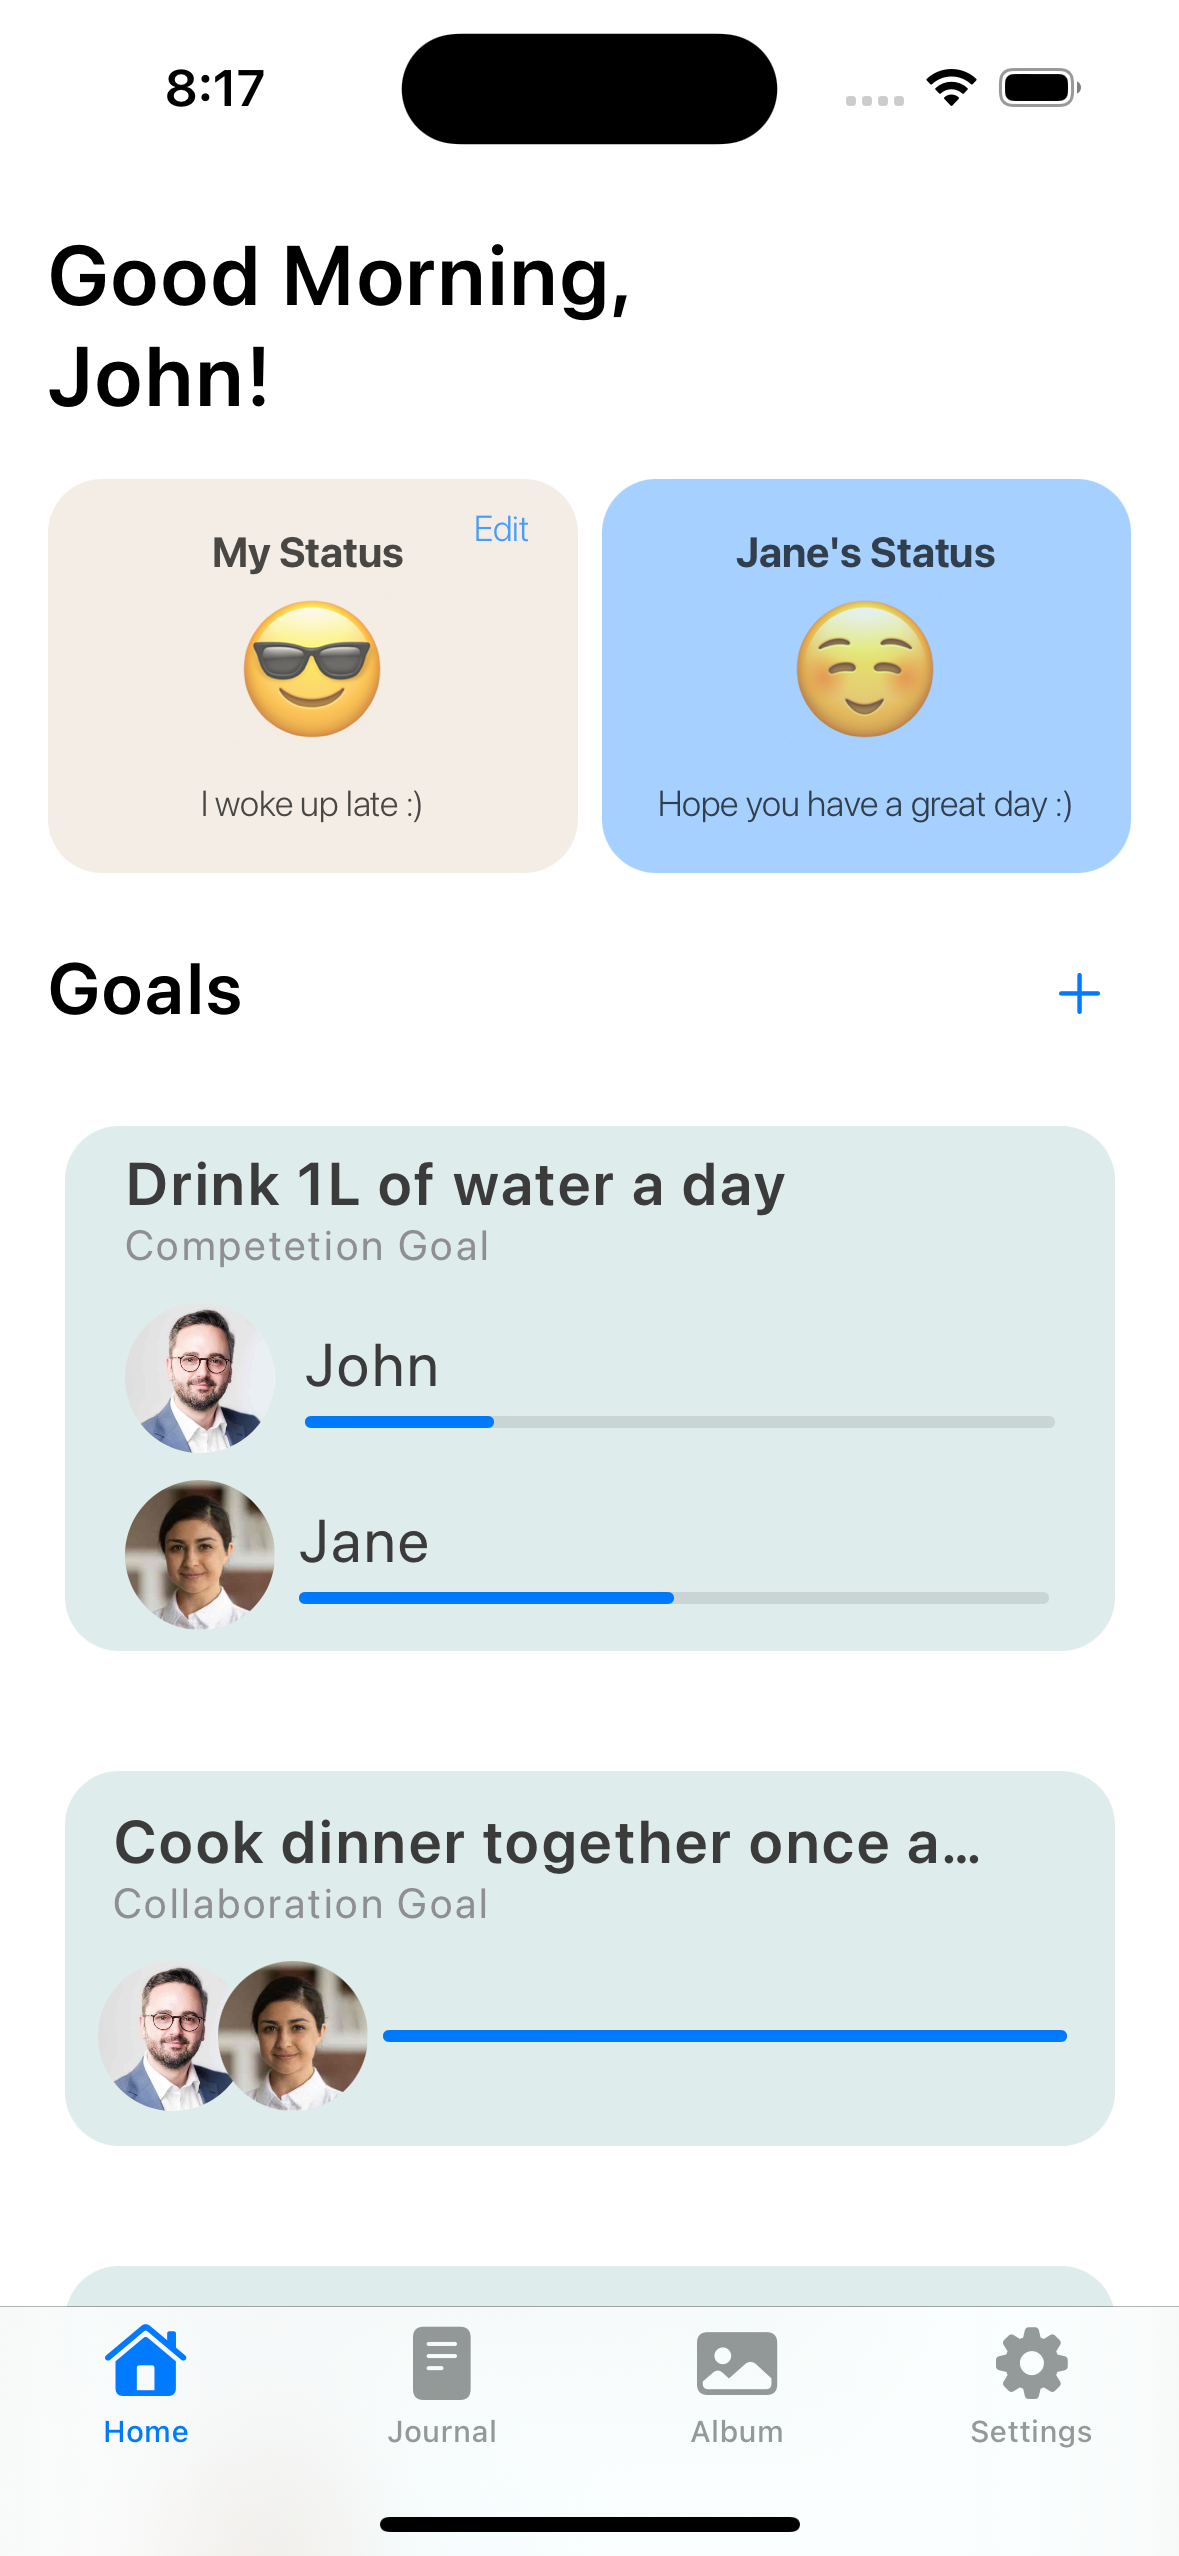 8:17
Good Morning,
John!
My Status
Edit
I woke up late :)
Jane's Status
Hope you have a great day :)
Goals
Drink 1L of water a day
Competetion Goal
John
Jane
Cook dinner together once a...
Collaboration Goal
Home
Journal
Album
Settings